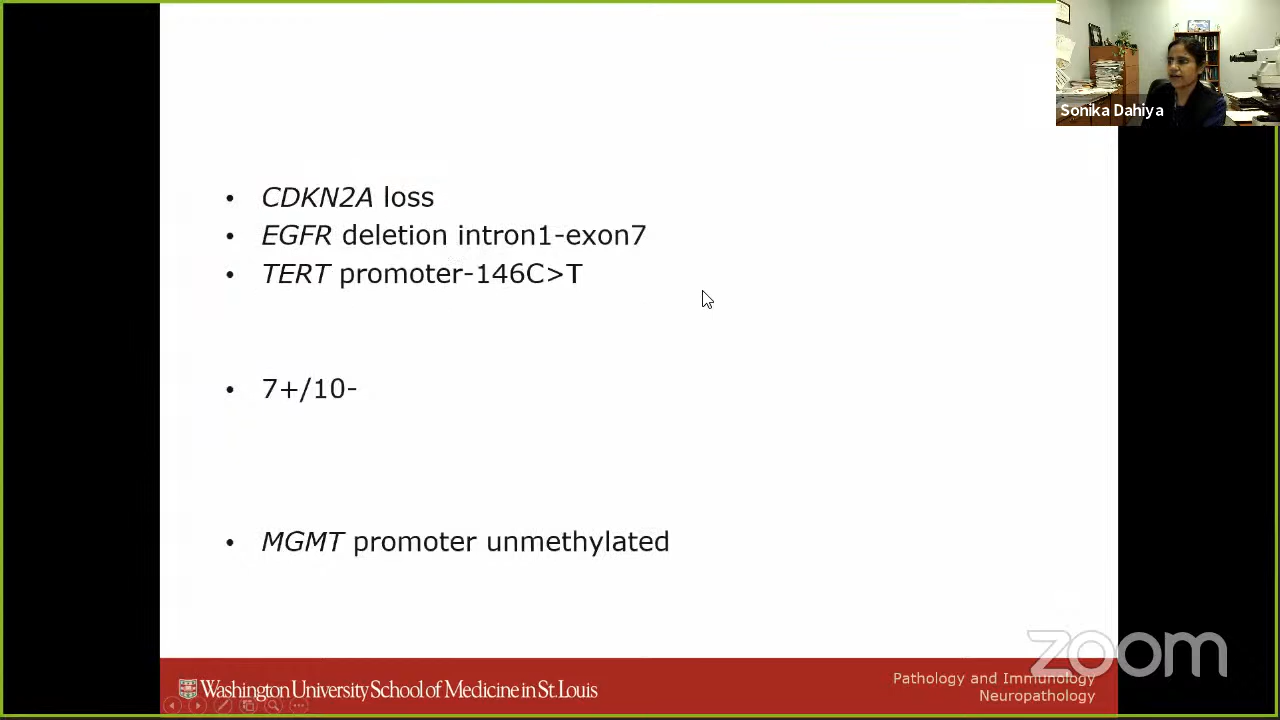 Sonika Dahiya
• CDKN2A loss
• EGFR deletion intron1-exon7
• TERT promoter-146C>T
• 7+/10-
• MGMT promoter unmethylated
zoom
Washington University School of Medicine in St. Louis
Pathology and Immunology
Neuropathology